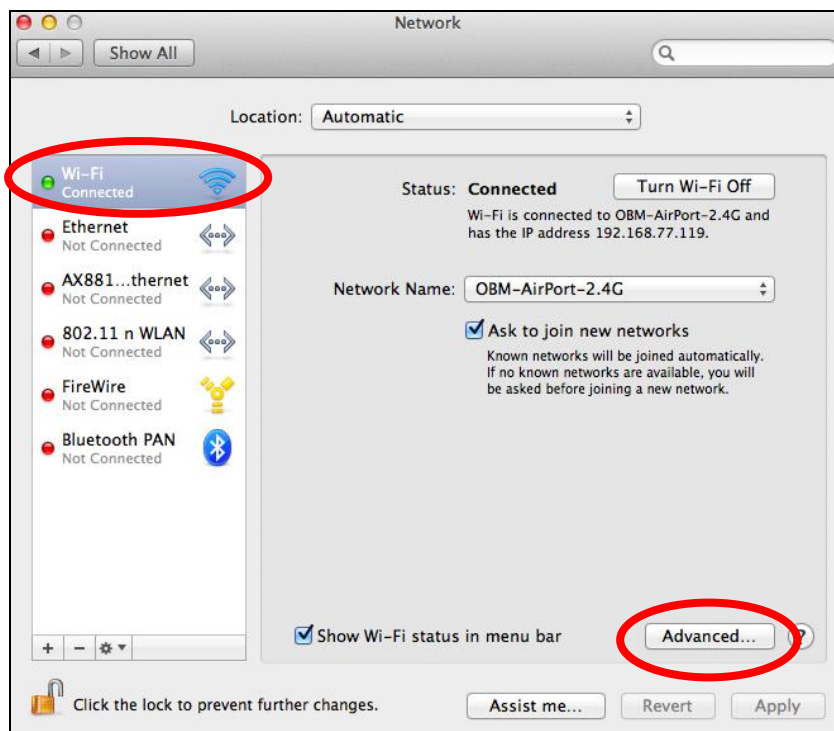 Network
Show All
Location: Automatic
Wi-Fi
Connected
Ethernet
Not Connected
AX881...thernet
Not Connected
802.11 n WLAN
Not Connected
FireWire
Not Connected
Bluetooth PAN
Not Connected
Status: Connected
Turn Wi-Fi Off
Wi-Fi is connected to OBM-AirPort-2.4G and
has the IP address 192.168.77.119.
Network Name: OBM-AirPort-2.4G
Ask to join new networks
Known networks will be joined automatically.
If no known networks are available, you will
be asked before joining a new network.
Show Wi-Fi status in menu bar
Advanced...
?
Click the lock to prevent further changes.
Assist me...
Revert
Apply